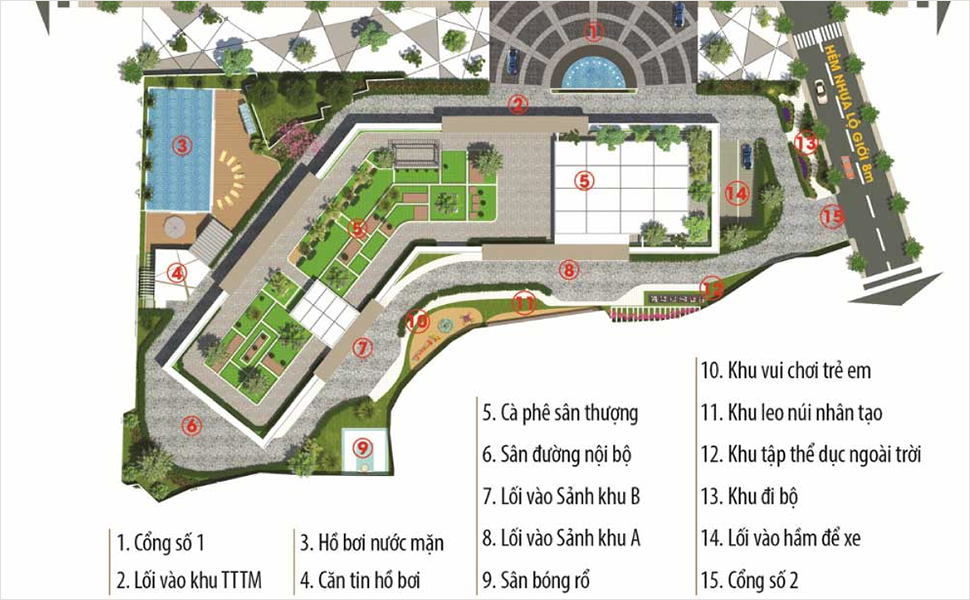 1
2
HẺM NHỰA LỘ GIỚI 8m
3
13
5
14
5
15
4
8
12
11
10
7
6
9
1. Cổng số 1
2. Lối vào khu TTTM
3. Hồ bơi nước mặn
4. Căn tin hồ bơi
5. Cà phê sân thượng
6. Sân đường nội bộ
7. Lối vào Sảnh khu B
8. Lối vào Sảnh khu A
9. Sân bóng rổ
10. Khu vui chơi trẻ em
11. Khu leo núi nhân tạo
12. Khu tập thể dục ngoài trời
13. Khu đi bộ
14. Lối vào hầm để xe
15. Cổng số 2